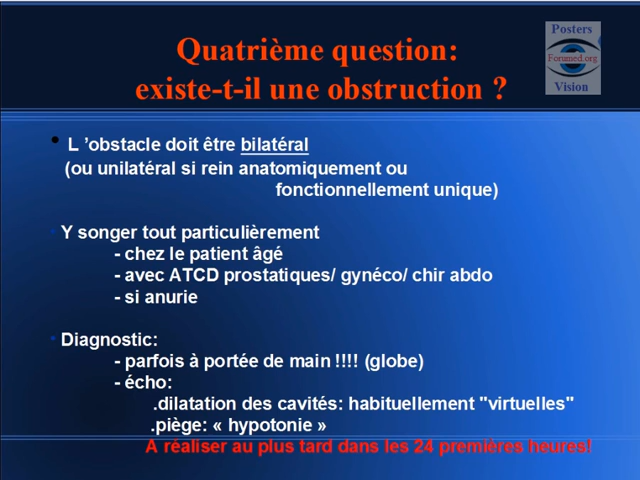 Quatrième question:
existe-t-il une obstruction ?
Posters
Forumed.org
Vision
• L ’obstacle doit être bilatéral
(ou unilatéral si rein anatomiquement ou
fonctionnellement unique)
• Y songer tout particulièrement
- chez le patient âgé
- avec ATCD prostatiques/ gynéco/ chir abdo
- si anurie
• Diagnostic:
- parfois à portée de main !!!! (globe)
- écho:
.dilatation des cavités: habituellement "virtuelles"
.piège: « hypotonie »
A réaliser au plus tard dans les 24 premières heures!